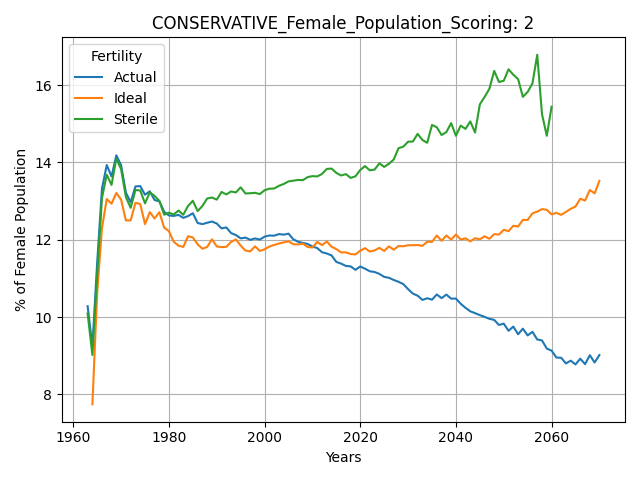 CONSERVATIVE_Female_Population_Scoring: 2
Fertility
Actual
Ideal
Sterile
% of Female Population
16
14
12
10
8
1960
1980
2000
2020
2040
2060
Years